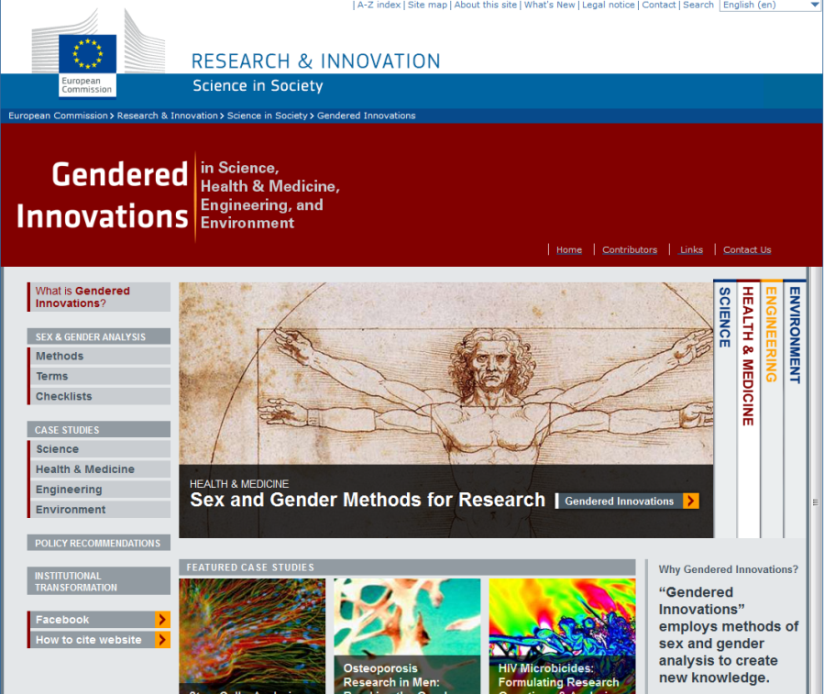 | A-Z index | Site map | About this site | What's New | Legal notice | Contact | Search English (en)
European
Commission
RESEARCH & INNOVATION
Science in Society
European Commission > Research & Innovation > Science in Society > Gendered Innovations
Gendered
Innovations
in Science,
Health & Medicine,
Engineering, and
Environment
| Home | Contributors | Links | Contact Us
What is Gendered
Innovations?
SEX & GENDER ANALYSIS
Methods
Terms
Checklists
CASE STUDIES
Science
Health & Medicine
Engineering
Environment
POLICY RECOMMENDATIONS
INSTITUTIONAL
TRANSFORMATION
Facebook
How to cite website
SCIENCE
HEALTH & MEDICINE
ENGINEERING
ENVIRONMENT
HEALTH & MEDICINE
Sex and Gender Methods for Research
Gendered Innovations
FEATURED CASE STUDIES
Osteoporosis
Research in Men:
HIV Microbicides:
Formulating Research
Why Gendered Innovations?
“Gendered
Innovations”
employs methods of
sex and gender
analysis to create
new knowledge.